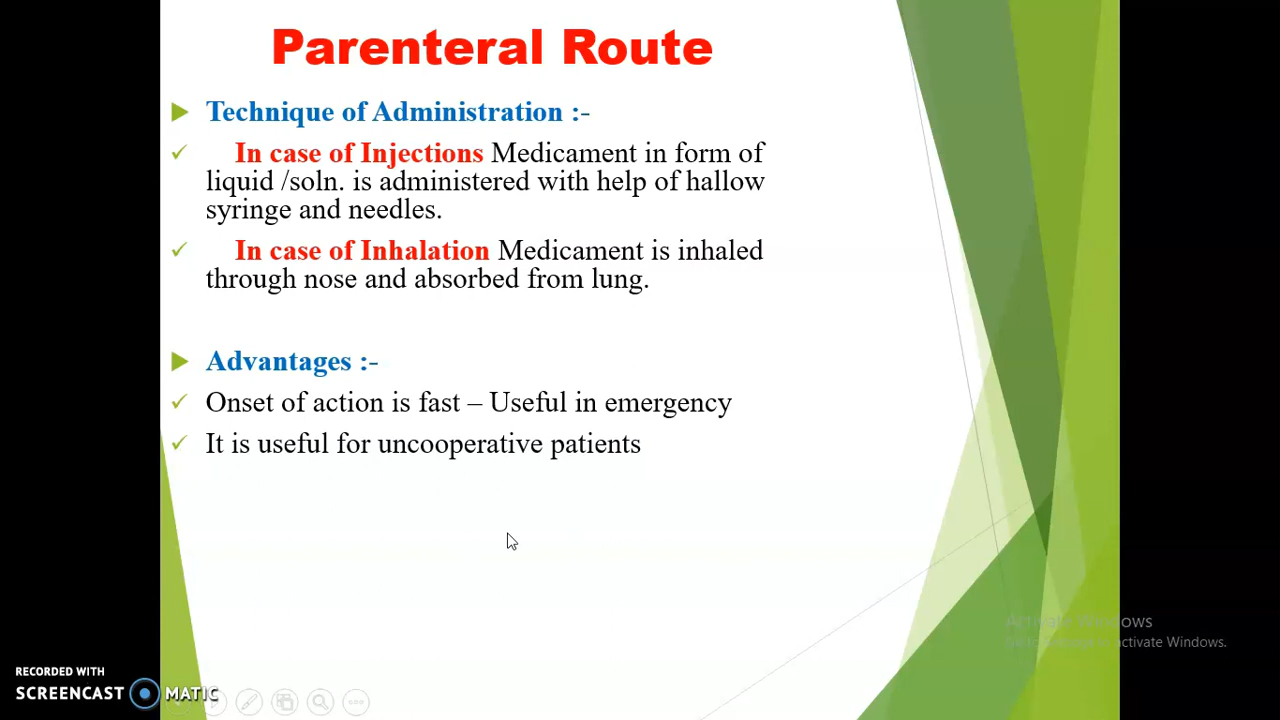 Parenteral Route
Technique of Administration :-
In case of Injections Medicament in form of
liquid /soln. is administered with help of hallow
syringe and needles.
In case of Inhalation Medicament is inhaled
through nose and absorbed from lung.
Advantages :-
Onset of action is fast – Useful in emergency
It is useful for uncooperative patients
Activate Windows
activate Windows.
RECORDED WITH
SCREENCAST MATIC